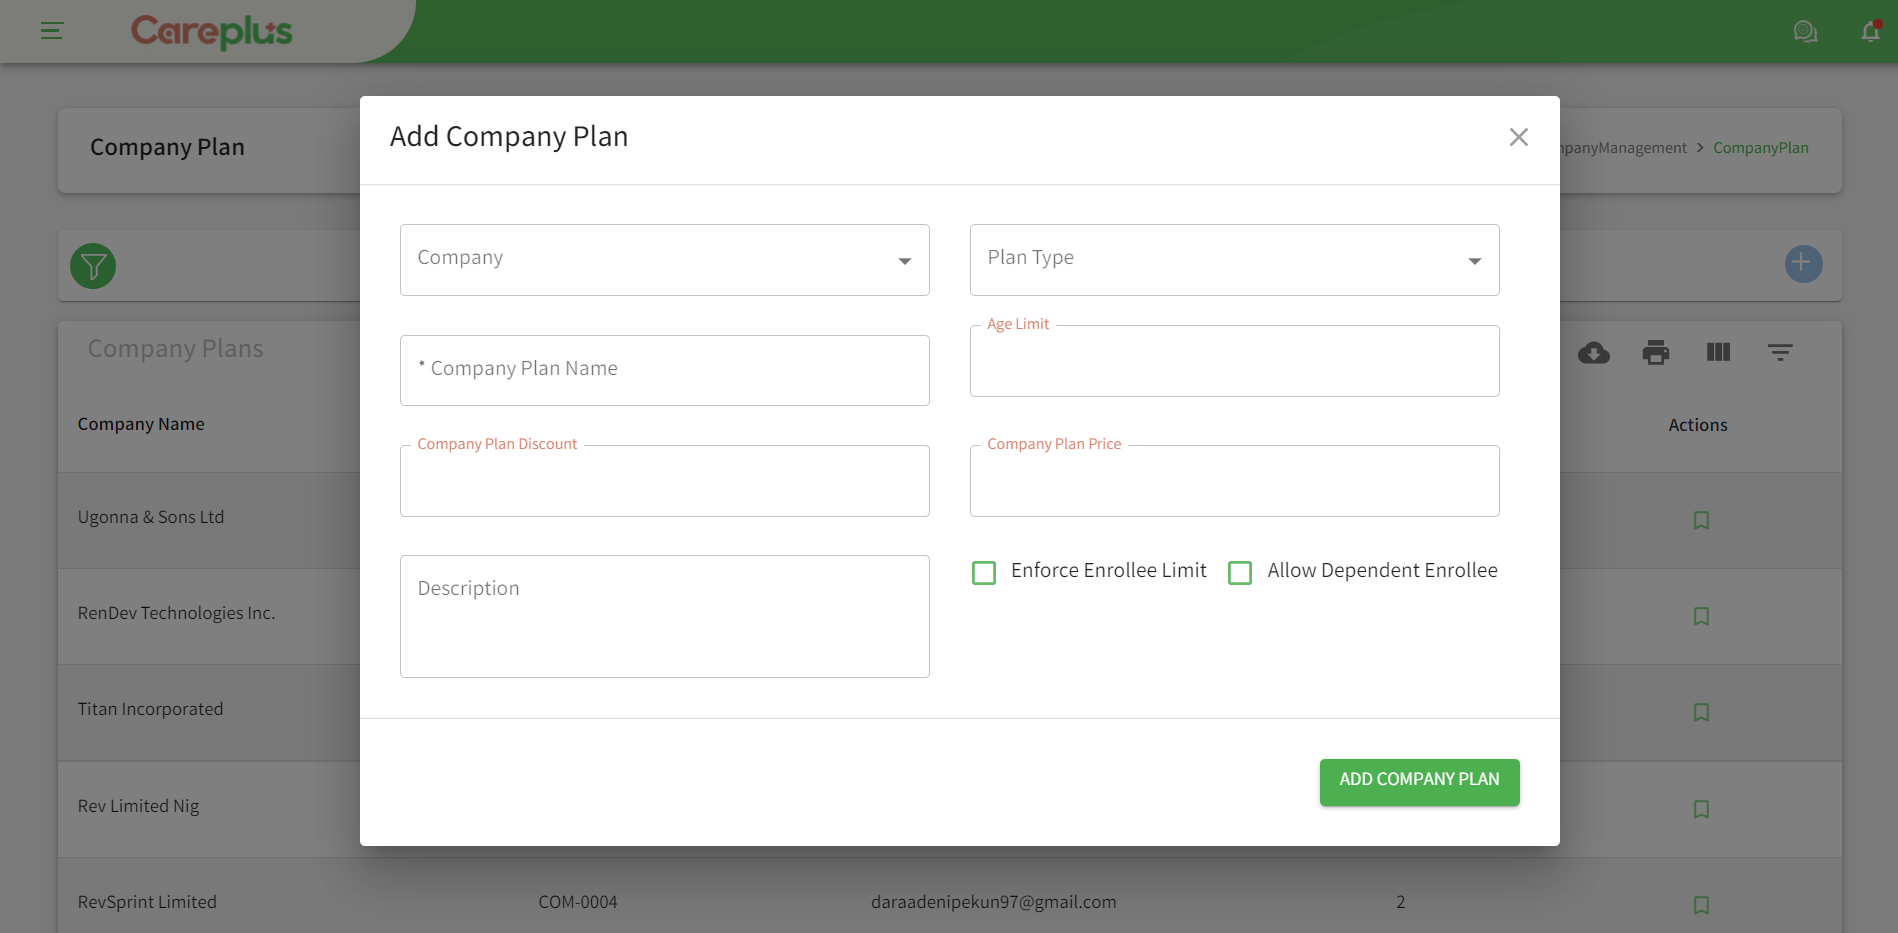 Careplus
Company Plan
mpanyManagement > CompanyPlan
Add Company Plan
Company
Plan Type
* Company Plan Name
Age Limit
Company Plan Discount
Company Plan Price
Description
Enforce Enrollee Limit
Allow Dependent Enrollee
ADD COMPANY PLAN
Company Plans
Company Name
Actions
Ugonna & Sons Ltd
RenDev Technologies Inc.
Titan Incorporated
Rev Limited Nig
RevSprint Limited COM-0004 daraadenipekun97@gmail.com 2